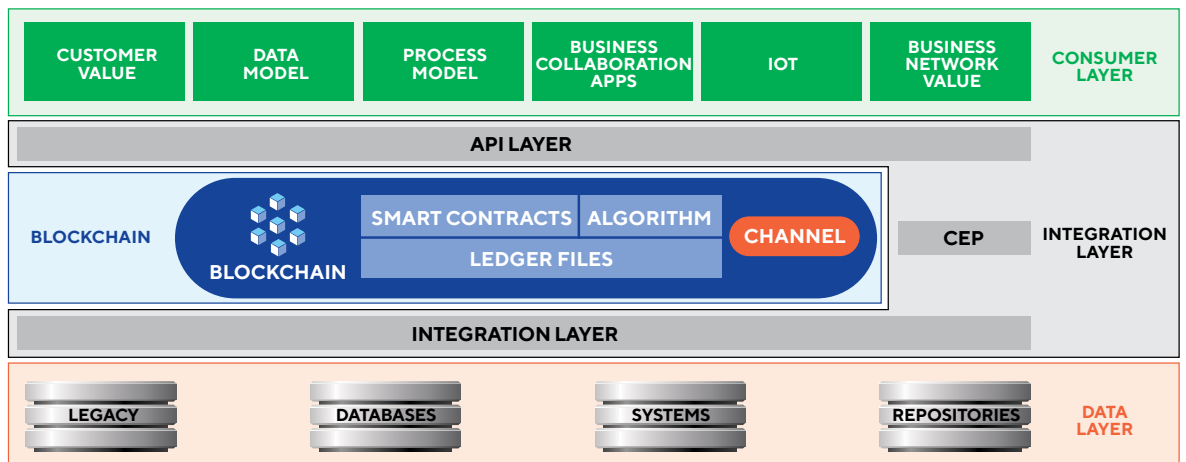 CUSTOMER
VALUE
DATA
MODEL
PROCESS
MODEL
BUSINESS
COLLABORATION
APPS
IOT
BUSINESS
NETWORK
VALUE
CONSUMER
LAYER
API LAYER
BLOCKCHAIN
BLOCKCHAIN
SMART CONTRACTS
ALGORITHM
LEDGER FILES
CHANNEL
CEP
INTEGRATION
LAYER
INTEGRATION LAYER
LEGACY
DATABASES
SYSTEMS
REPOSITORIES
DATA
LAYER